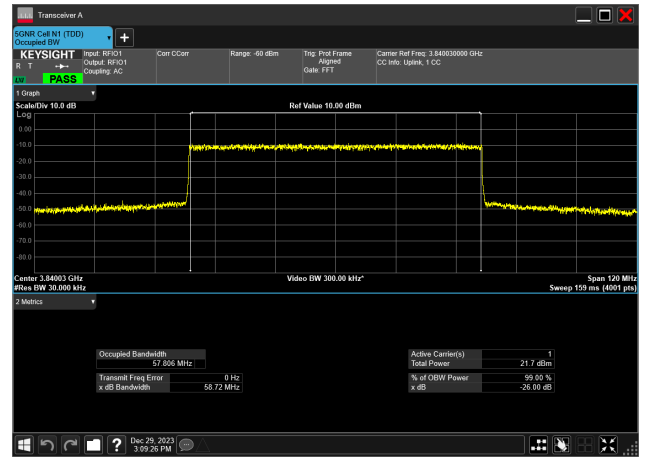 Transceiver A
5GNR Cell N1 (TDD)
Occupied BW
+
KEYSIGHT
R T
LXI
PASS
Input: RFIO1
Output: RFIO1
Coupling: AC
Corr CCorr
Range: -60 dBm
Trig: Prot Frame
Aligned
Gate: FFT
Carrier Ref Freq: 3.840030000 GHz
CC Info: Uplink, 1 CC
1 Graph
Scale/Div 10.0 dB
Ref Value 10.00 dBm
Log
0.00
-10.0
-20.0
-30.0
-40.0
-50.0
-60.0
-70.0
-80.0
Center 3.84003 GHz
Video BW 300.00 kHz*
Span 120 MHz
#Res BW 30.000 kHz
Sweep 159 ms (4001 pts)
2 Metrics
Occupied Bandwidth
57.806 MHz
Active Carrier(s) 1
Total Power 21.7 dBm
Transmit Freq Error 0 Hz
x dB Bandwidth 58.72 MHz
% of OBW Power 99.00 %
x dB -26.00 dB
? Dec 29, 2023
3:09:26 PM